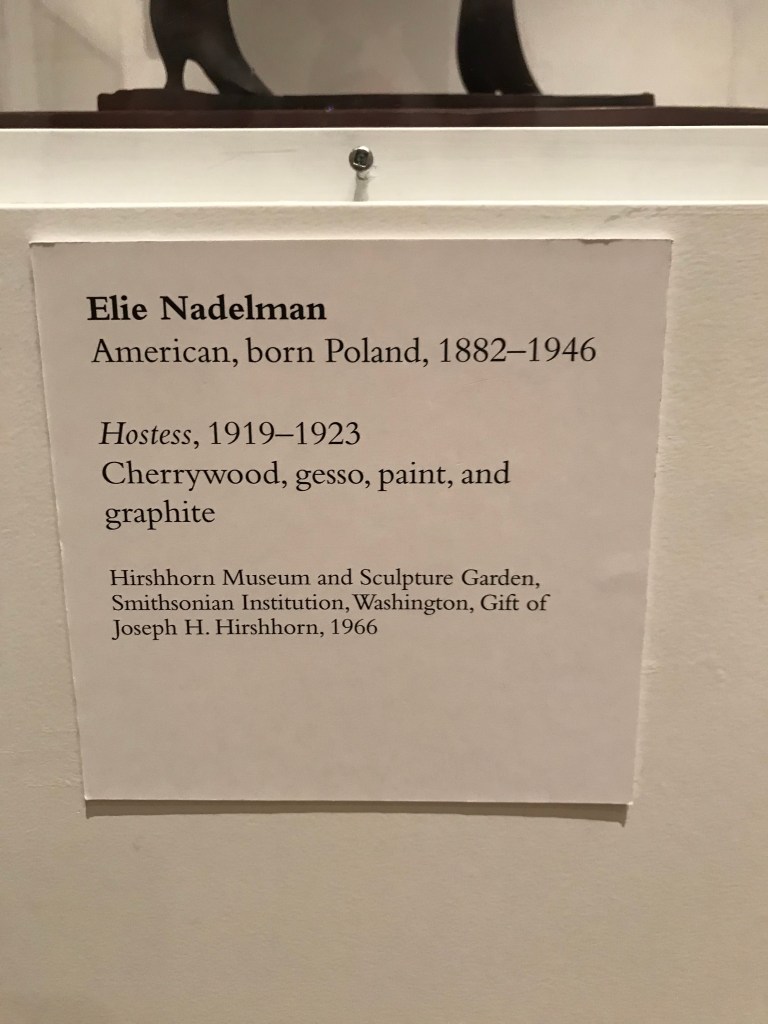 Elie Nadelman
American, born Poland, 1882–1946
Hostess, 1919–1923
Cherrywood, gesso, paint, and
graphite
Hirshhorn Museum and Sculpture Garden,
Smithsonian Institution, Washington, Gift of
Joseph H. Hirshhorn, 1966